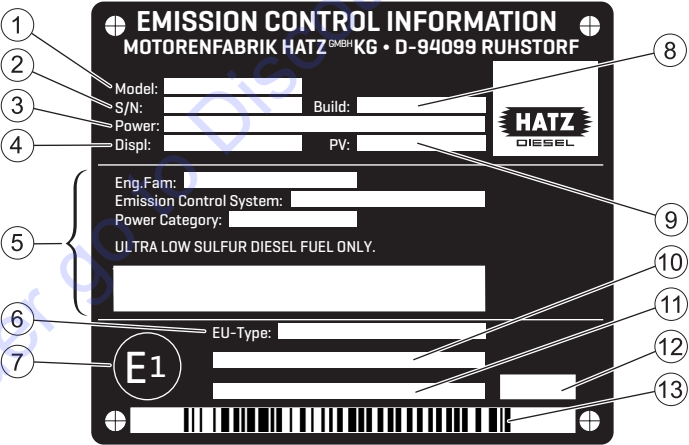 EMISSION CONTROL INFORMATION
MOTORENFABRIK HATZ GMBH KG • D-94099 RUHSTORF
1
Model:
2
S/N:
Build:
8
3
Power:
HATZ
DIESEL
4
Displ:
PV:
9
5
Eng.Fam:
Emission Control System:
Power Category:
ULTRA LOW SULFUR DIESEL FUEL ONLY.
10
6
EU-Type:
11
7
E1
12
13